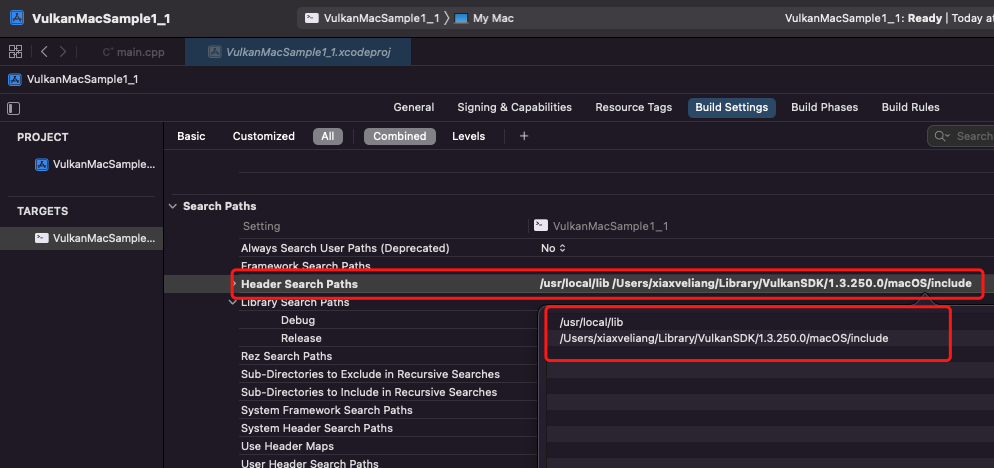 VulkanMacSample1_1
VulkanMacSample1_1 〉 My Mac
VulkanMacSample1_1: Ready | Today at
C⁺ main.cpp
VulkanMacSample1_1.xcodeproj
VulkanMacSample1_1
General Signing & Capabilities Resource Tags Build Settings Build Phases Build Rules
PROJECT
Basic Customized All Combined Levels +
Search
VulkanMacSample...
TARGETS
VulkanMacSample...
Search Paths
Setting VulkanMacSample1_1
Always Search User Paths (Deprecated) No
Framework Search Paths
Header Search Paths /usr/local/lib /Users/xiaxveliang/Library/VulkanSDK/1.3.250.0/macOS/include
Library Search Paths
Debug
Release
/usr/local/lib
/Users/xiaxveliang/Library/VulkanSDK/1.3.250.0/macOS/include
Rez Search Paths
Sub-Directories to Exclude in Recursive Searches
Sub-Directories to Include in Recursive Searches
System Framework Search Paths
System Header Search Paths
Use Header Maps
User Header Search Paths